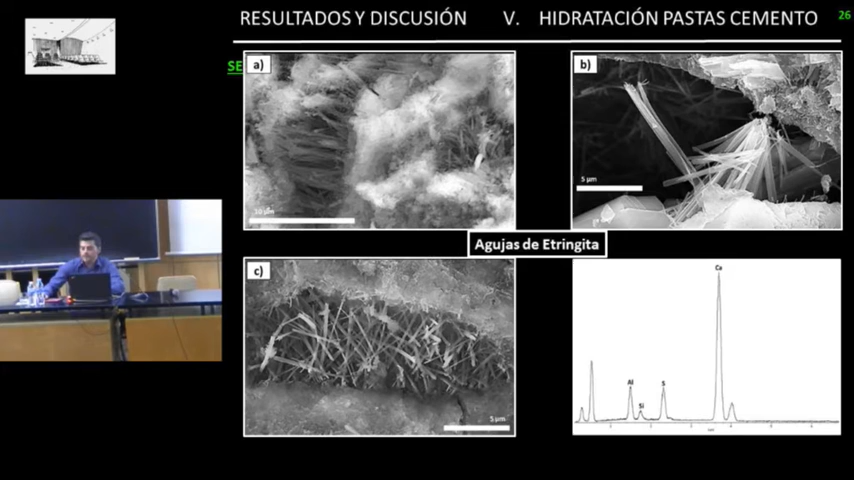 RESULTADOS Y DISCUSIÓN V. HIDRATACIÓN PASTAS CEMENTO 26
SE
a)
b)
10 µm
5 µm
Agujas de Etringita
c)
5 µm
Ca
Al
Si
S